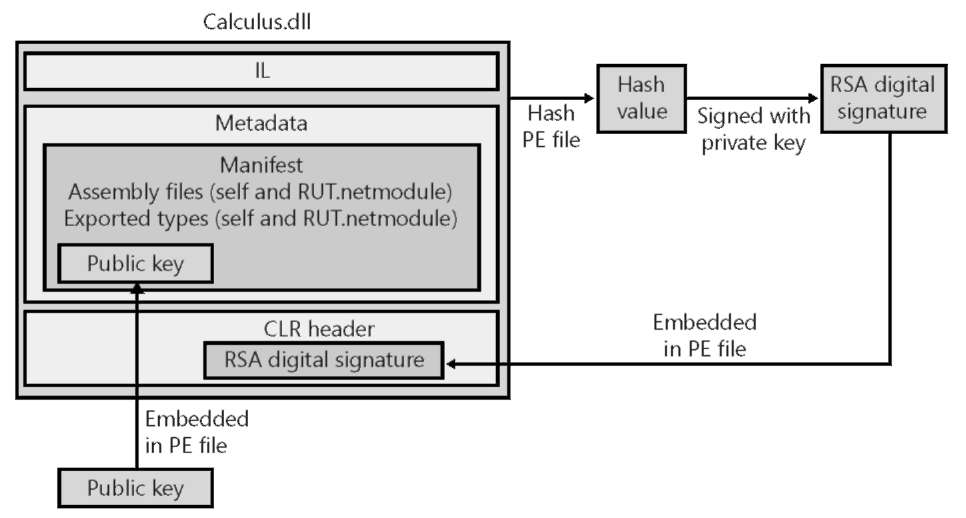 Calculus.dll
IL
Metadata
Manifest
Assembly files (self and RUT.netmodule)
Exported types (self and RUT.netmodule)
Public key
CLR header
RSA digital signature
Hash
PE file
Hash
value
Signed with
private key
RSA digital
signature
Embedded
in PE file
Embedded
in PE file
Public key